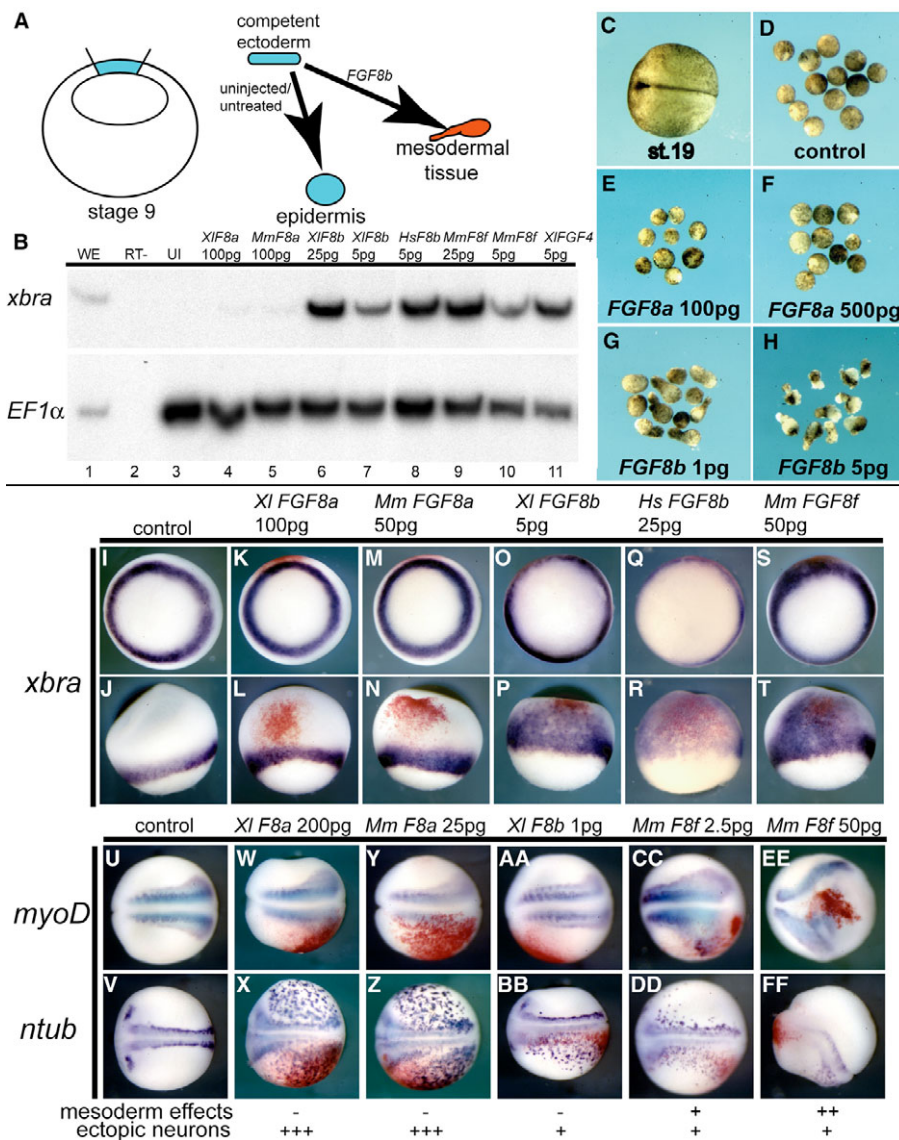 A
competent
ectoderm
uninjected/
untreated
FGF8b
mesodermal
tissue
epidermis
stage 9
C
st.19
D
control
E
FGF8a 100pg
F
FGF8a 500pg
G
FGF8b 1pg
H
FGF8b 5pg
B
WE RT- UI XlF8a 100pg MmF8a 100pg XlF8b 25pg XlF8b 5pg HsF8b 5pg MmF8f 25pg MmF8f 5pg XlFGF4 5pg
xbra
EF1α
1 2 3 4 5 6 7 8 9 10 11
control Xl FGF8a 100pg Mm FGF8a 50pg Xl FGF8b 5pg Hs FGF8b 25pg Mm FGF8f 50pg
I K M O Q S
xbra
J L N P R T
control Xl F8a 200pg Mm F8a 25pg Xl F8b 1pg Mm F8f 2.5pg Mm F8f 50pg
U W Y AA CC EE
myoD
V X Z BB DD FF
ntub
mesoderm effects - - - + ++
ectopic neurons +++ +++ + + +